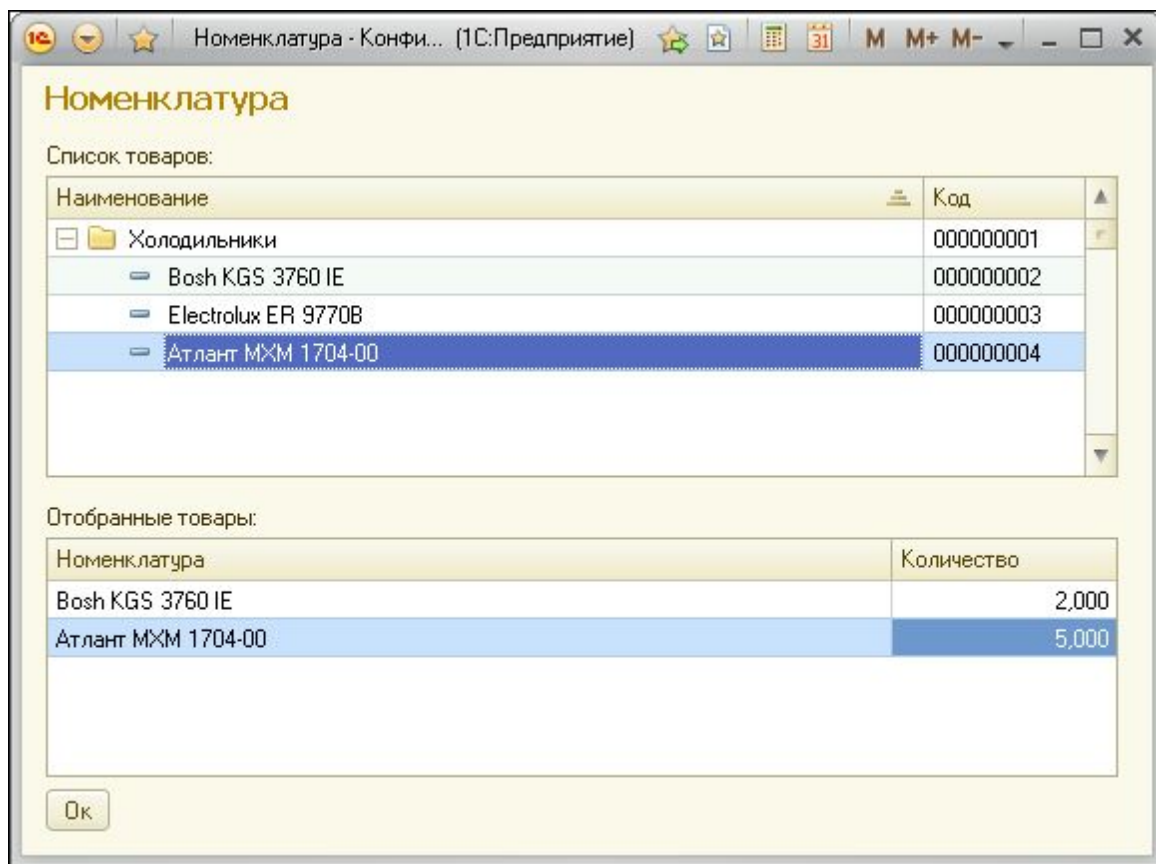 1С Номенклатура - Конфи... (1С:Предприятие) 31 M M+ M-
Номенклатура
Список товаров:
Наименование Код
Холодильники 000000001
Bosh KGS 3760 IE 000000002
Electrolux ER 9770B 000000003
Атлант МХМ 1704-00 000000004
Отобранные товары:
Номенклатура Количество
Bosh KGS 3760 IE 2,000
Атлант МХМ 1704-00 5,000
Ок